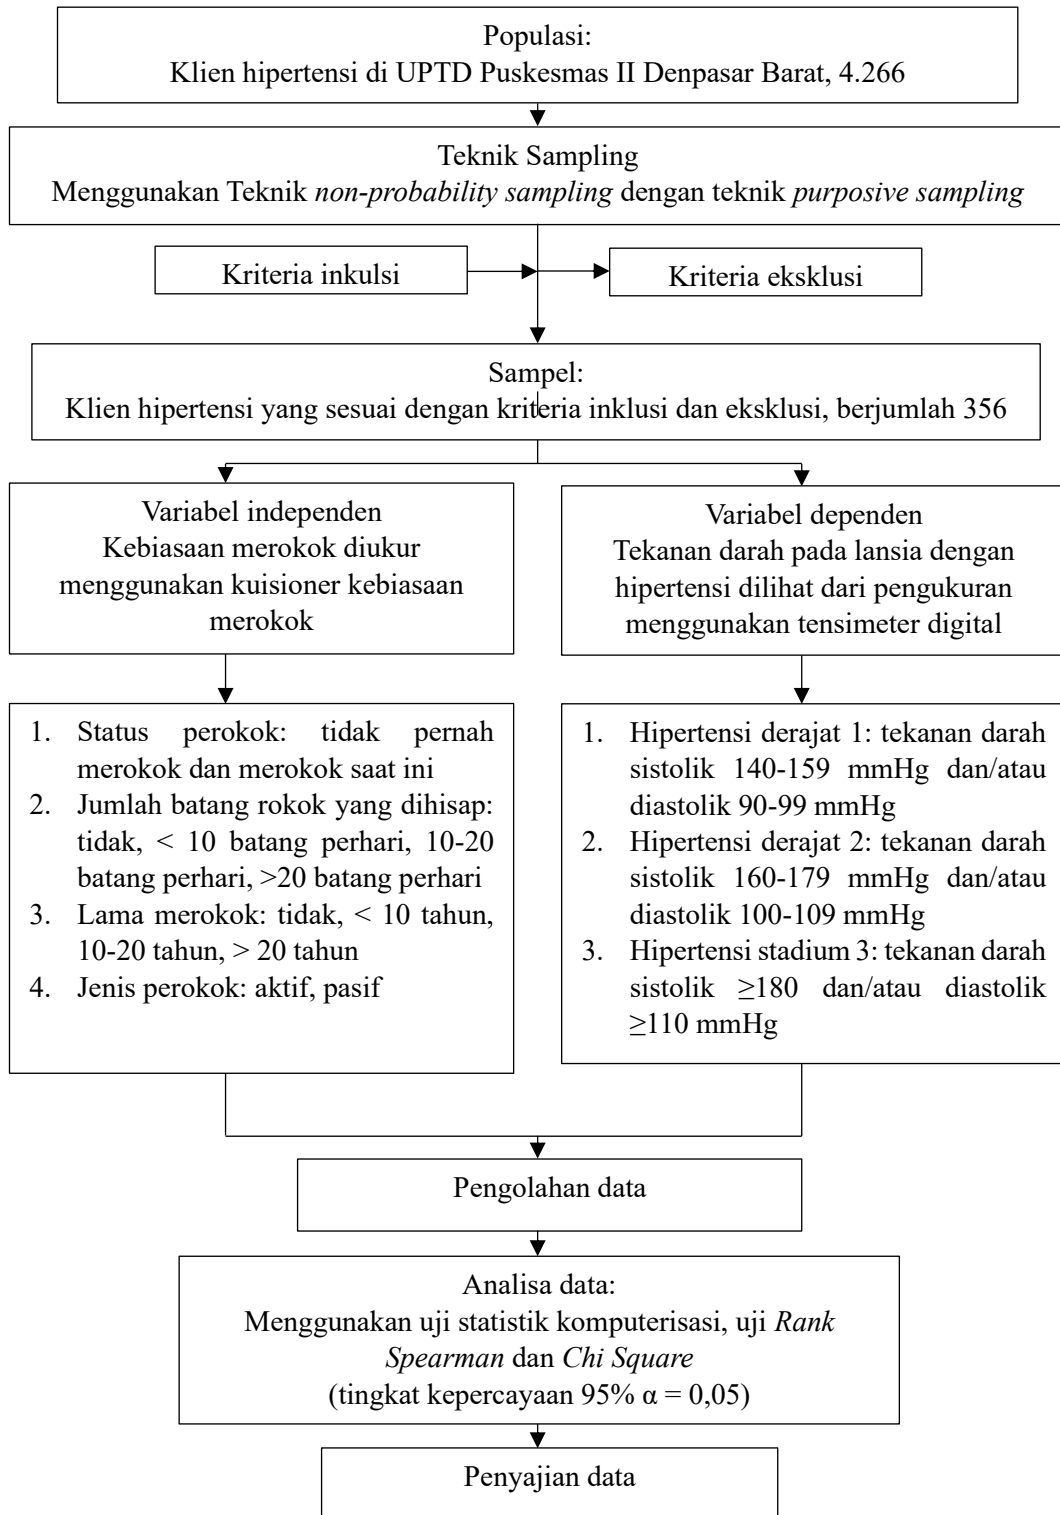 Populasi:
Klien hipertensi di UPTD Puskesmas II Denpasar Barat, 4.266
Teknik Sampling
Menggunakan Teknik non-probability sampling dengan teknik purposive sampling
Kriteria inkulsi
Kriteria eksklusi
Sampel:
Klien hipertensi yang sesuai dengan kriteria inklusi dan eksklusi, berjumlah 356
Variabel independen
Kebiasaan merokok diukur
menggunakan kuisioner kebiasaan
merokok
Variabel dependen
Tekanan darah pada lansia dengan
hipertensi dilihat dari pengukuran
menggunakan tensimeter digital
1. Status perokok: tidak pernah
merokok dan merokok saat ini
2. Jumlah batang rokok yang dihisap:
tidak, < 10 batang perhari, 10-20
batang perhari, >20 batang perhari
3. Lama merokok: tidak, < 10 tahun,
10-20 tahun, > 20 tahun
4. Jenis perokok: aktif, pasif
1. Hipertensi derajat 1: tekanan darah
sistolik 140-159 mmHg dan/atau
diastolik 90-99 mmHg
2. Hipertensi derajat 2: tekanan darah
sistolik 160-179 mmHg dan/atau
diastolik 100-109 mmHg
3. Hipertensi stadium 3: tekanan darah
sistolik ≥180 dan/atau diastolik
≥110 mmHg
Pengolahan data
Analisa data:
Menggunakan uji statistik komputerisasi, uji Rank
Spearman dan Chi Square
(tingkat kepercayaan 95% α = 0,05)
Penyajian data